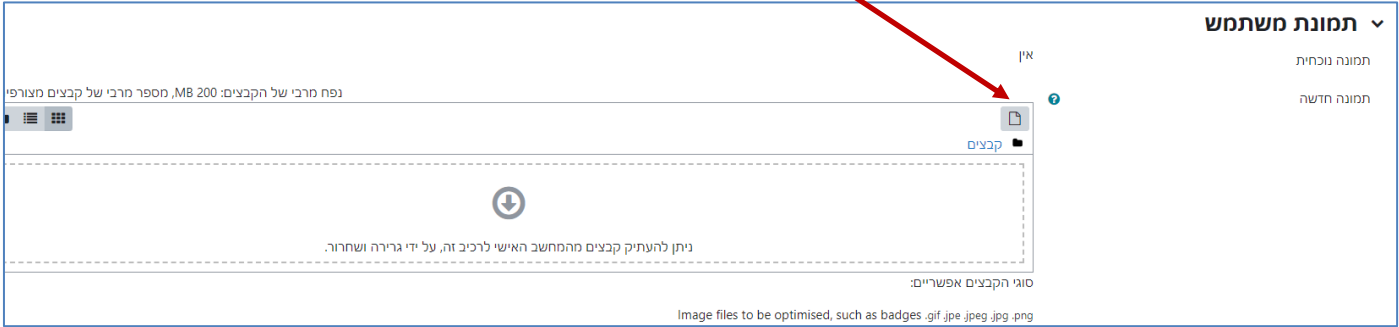 תמונת משתמש
תמונה נוכחית
אין
תמונה חדשה
נפח מרבי של הקבצים: 200 MB, מספר מרבי של קבצים מצורפי
קבצים
ניתן להעתיק קבצים מהמחשב האישי לרכיב זה, על ידי גרירה ושחרור.
סוגי הקבצים אפשריים:
Image files to be optimised, such as badges .gif .jpe .jpeg .jpg .png